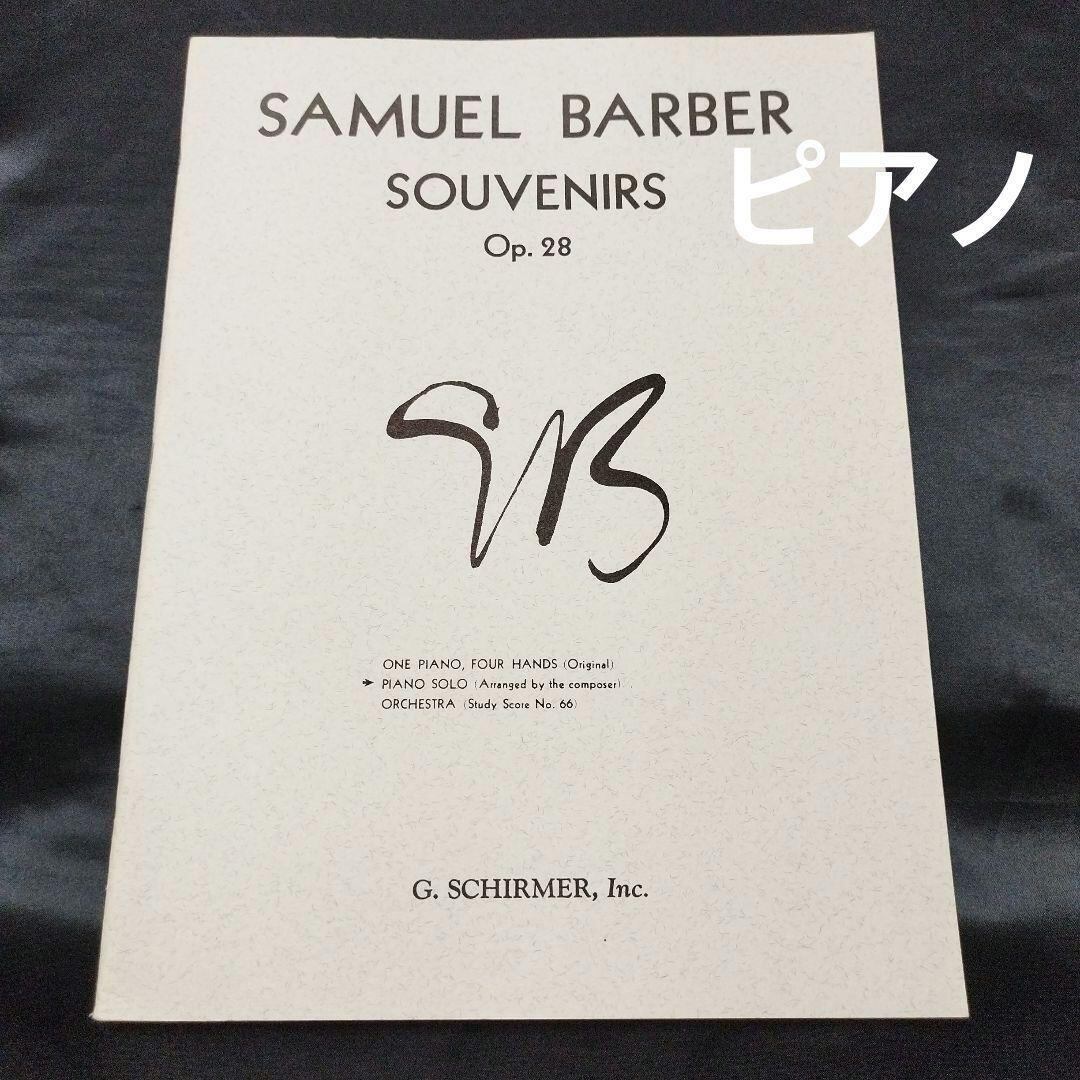 SAMUEL BARBER
ピアノ
SOUVENIRS
Op. 28
SB
ONE PIANO, FOUR HANDS (Original)
➔ PIANO SOLO (Arranged by the composer)
ORCHESTRA (Study Score No. 66)
G. SCHIRMER, Inc.